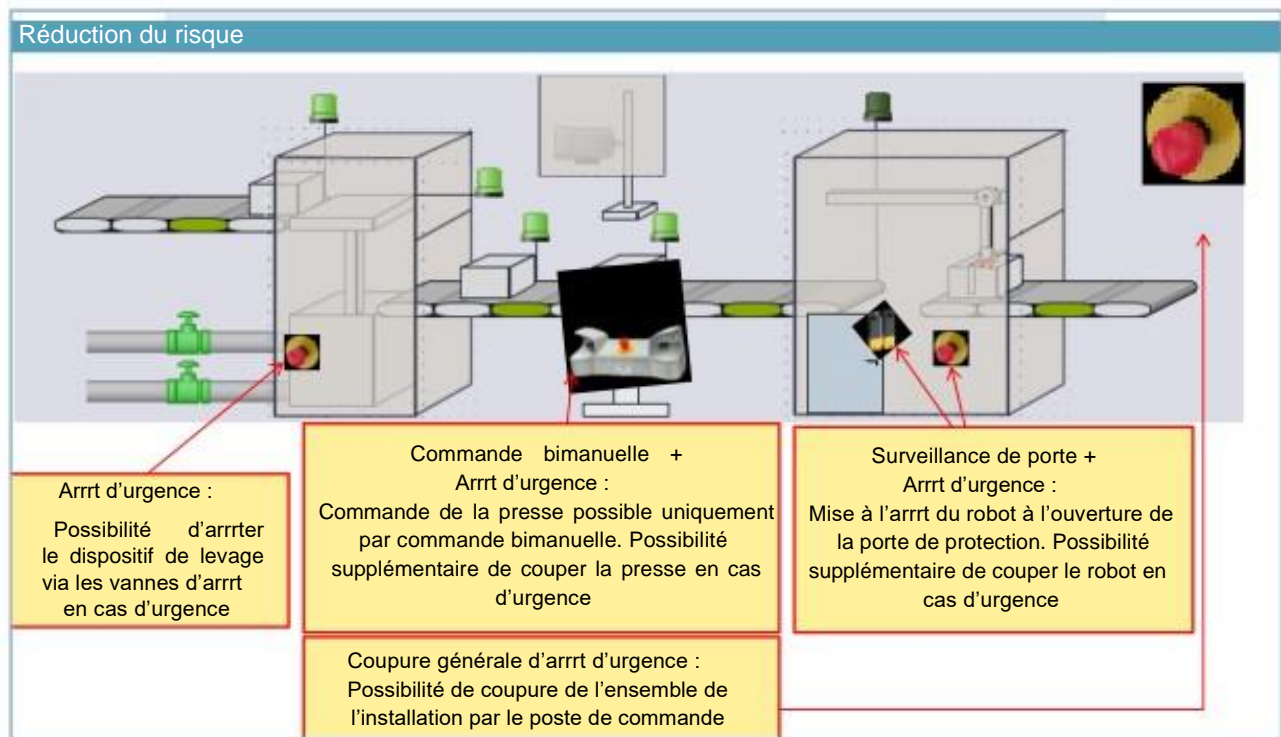 Réduction du risque
Arrrt d'urgence :
Possibilité d'arrrter
le dispositif de levage
via les vannes d'arrrt
en cas d'urgence
Commande bimanuelle +
Arrrt d'urgence :
Commande de la presse possible uniquement
par commande bimanuelle. Possibilité
supplémentaire de couper la presse en cas
d'urgence
Surveillance de porte +
Arrrt d'urgence :
Mise à l'arrrt du robot à l'ouverture de
la porte de protection. Possibilité
supplémentaire de couper le robot en
cas d'urgence
Coupure générale d'arrrt d'urgence :
Possibilité de coupure de l'ensemble de
l'installation par le poste de commande